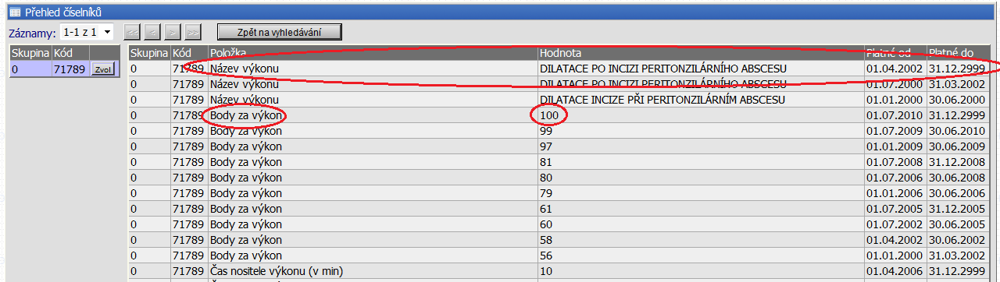 Přehled číselníků
Záznamy: 1-1 z 1 << < > >> Zpět na vyhledávání
Skupina Kód
0 71789 Zvol
Skupina Kód Položka Hodnota Platné od Platné do
0 71789 Název výkonu DILATACE PO INCIZI PERITONZILÁRNÍHO ABSCESU 01.04.2002 31.12.2999
0 71789 Název výkonu DILATACE PO INCIZI PERITONZILÁRNÍHO ABSCESU 01.07.2000 31.03.2002
0 71789 Název výkonu DILATACE INCIZE PŘI PERITONZILÁRNÍM ABSCESU 01.01.2000 30.06.2000
0 71789 Body za výkon 100 01.07.2010 31.12.2999
0 71789 Body za výkon 99 01.07.2009 30.06.2010
0 71789 Body za výkon 97 01.01.2009 30.06.2009
0 71789 Body za výkon 81 01.07.2008 31.12.2008
0 71789 Body za výkon 80 01.07.2006 30.06.2008
0 71789 Body za výkon 79 01.01.2006 30.06.2006
0 71789 Body za výkon 61 01.07.2005 31.12.2005
0 71789 Body za výkon 60 01.07.2002 30.06.2005
0 71789 Body za výkon 58 01.04.2002 30.06.2002
0 71789 Body za výkon 56 01.01.2000 31.03.2002
0 71789 Čas nositele výkonu (v min) 10 01.04.2006 31.12.2999